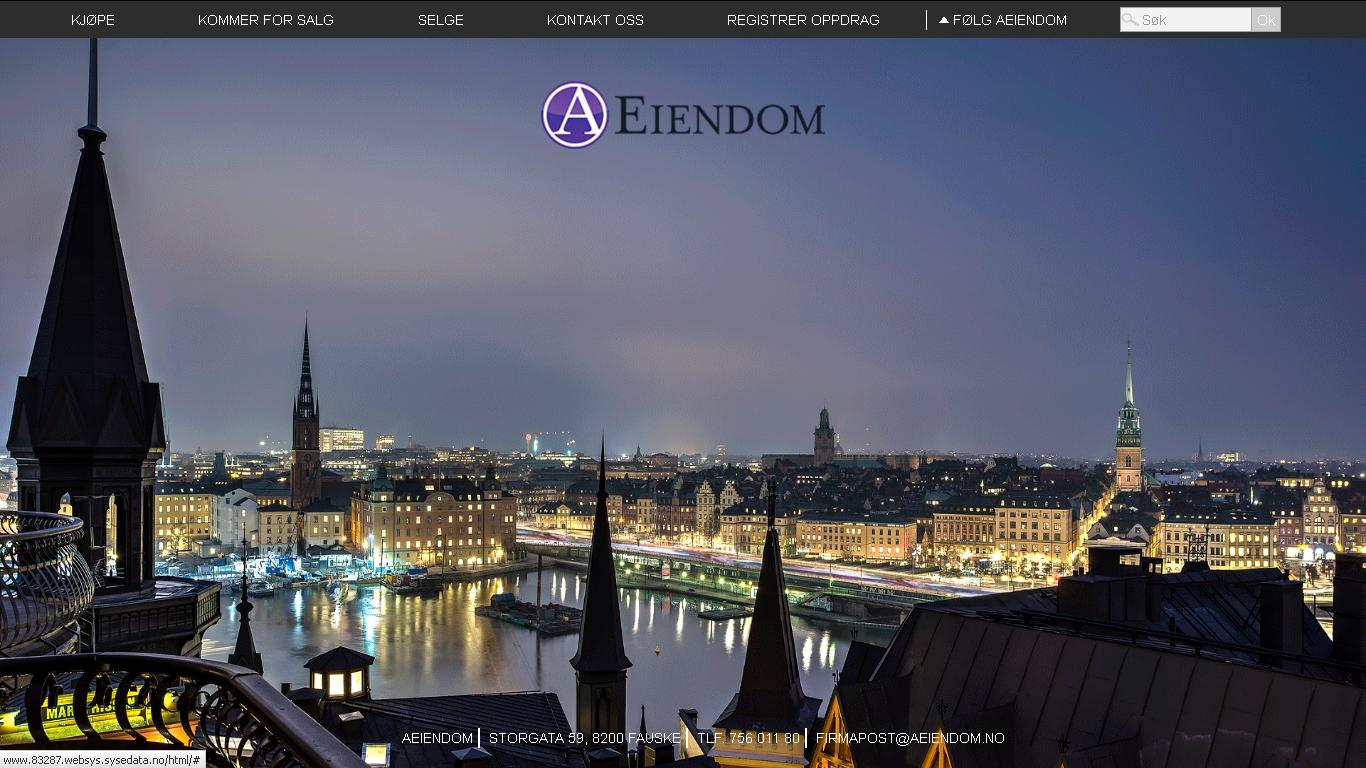 KJØPE KOMMER FOR SALG SELGE KONTAKT OSS REGISTRER OPPDRAG FØLG AEIENDOM Søk Ok
A EIENDOM
AEIENDOM STORGATA 59, 8200 FAUSKE TLF. 756 011 80 FIRMAPOST@AEIENDOM.NO
www.83287.websys.sysedata.no/html/#